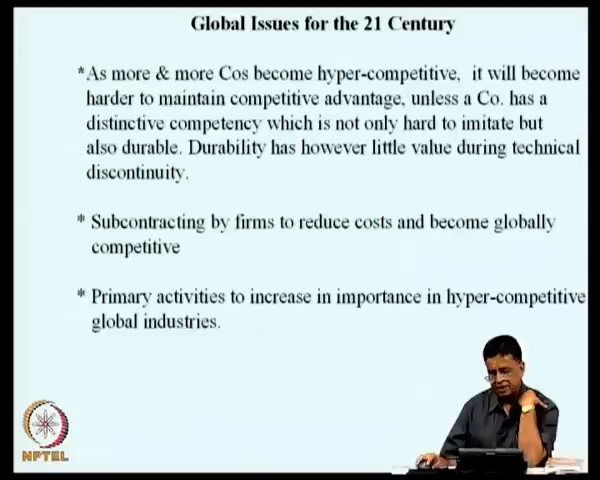 Global Issues for the 21 Century
*As more & more Cos become hyper-competitive, it will become
harder to maintain competitive advantage, unless a Co. has a
distinctive competency which is not only hard to imitate but
also durable. Durability has however little value during technical
discontinuity.
* Subcontracting by firms to reduce costs and become globally
competitive
* Primary activities to increase in importance in hyper-competitive
global industries.
NPTEL